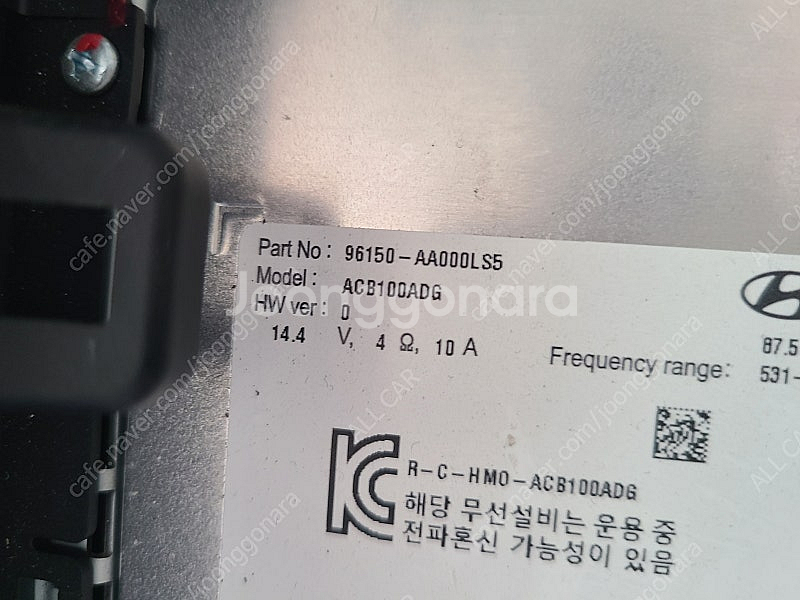 Part No : 96150-AA000LS5
Model : ACB100ADG
HW ver : 0
14.4 V, 4 Ω, 10 A
87.5
Frequency range: 531-
R-C-HMO-ACB100ADG
해당 무선설비는 운용 중
전파혼신 가능성이 있음
Joonggonara
cafe.naver.com/joonggonara
ALL CAR